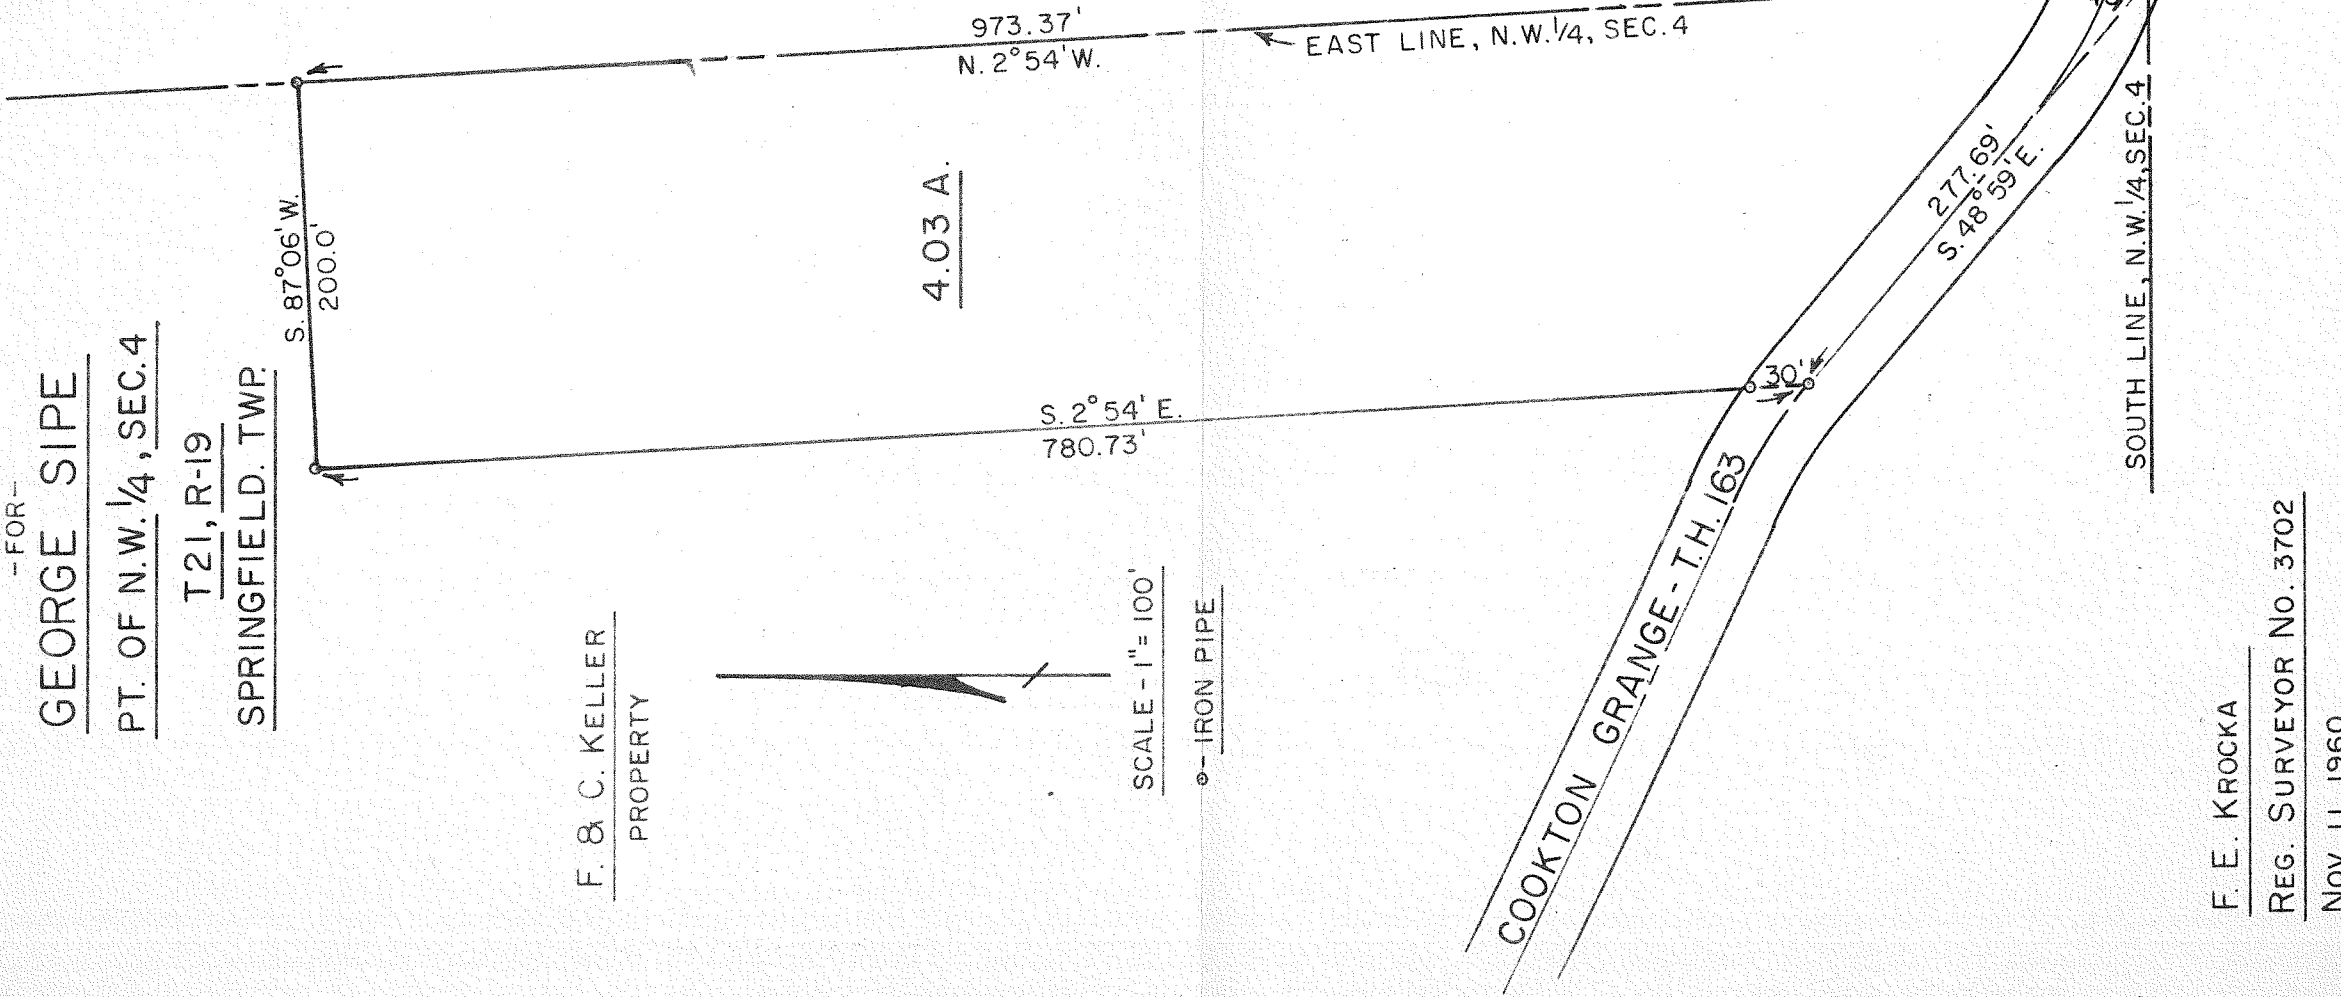 -FOR-
GEORGE SIPE
PT. OF N.W. 1/4, SEC. 4
T21, R-19
SPRINGFIELD. TWP.
S. 87°06' W.
200.0'
973.37'
N. 2°54' W.
EAST LINE, N.W. 1/4, SEC. 4
4.03 A.
S. 2°54' E.
780.73'
30'
277.69'
S. 48°59' E.
SOUTH LINE, N.W. 1/4, SEC. 4
COOKTON GRANGE - T.H. 163
F. & C. KELLER
PROPERTY
SCALE - 1" = 100'
o - IRON PIPE
F. E. KROCKA
REG. SURVEYOR NO. 3702
NOV. 11, 1960